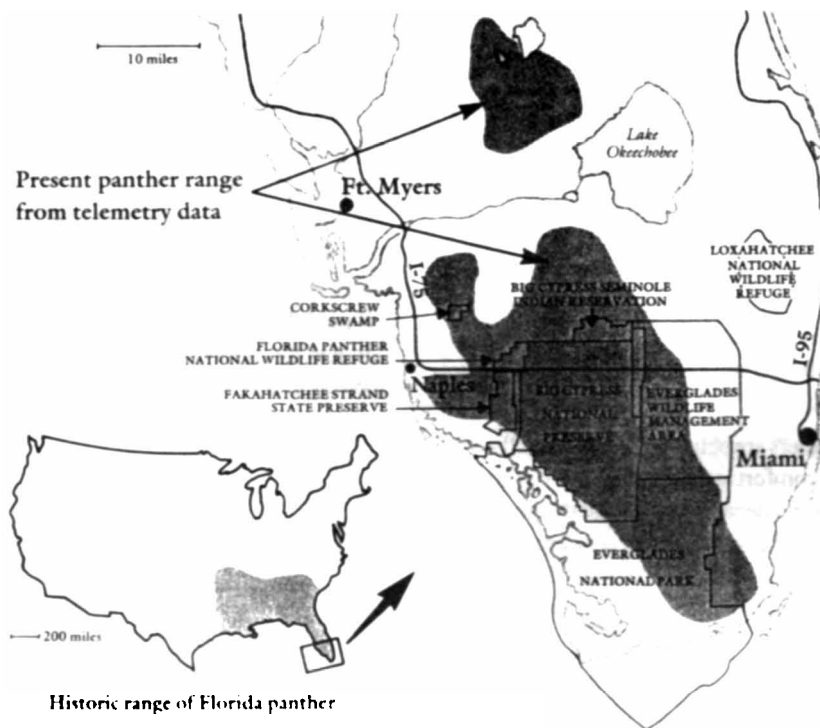 10 miles
Lake
Okeechobee
Present panther range
from telemetry data
Ft. Myers
LOXAHATCHEE
NATIONAL
WILDLIFE
REFUGE
I-75
BIG CYPRESS SEMINOLE
INDIAN RESERVATION
CORKSCREW
SWAMP
I-95
FLORIDA PANTHER
NATIONAL WILDLIFE REFUGE
Naples
FAKAHATCHEE STRAND
STATE PRESERVE
BIG CYPRESS
NATIONAL
PRESERVE
EVERGLADES
WILDLIFE
MANAGEMENT
AREA
Miami
EVERGLADES
NATIONAL PARK
200 miles
Historic range of Florida panther